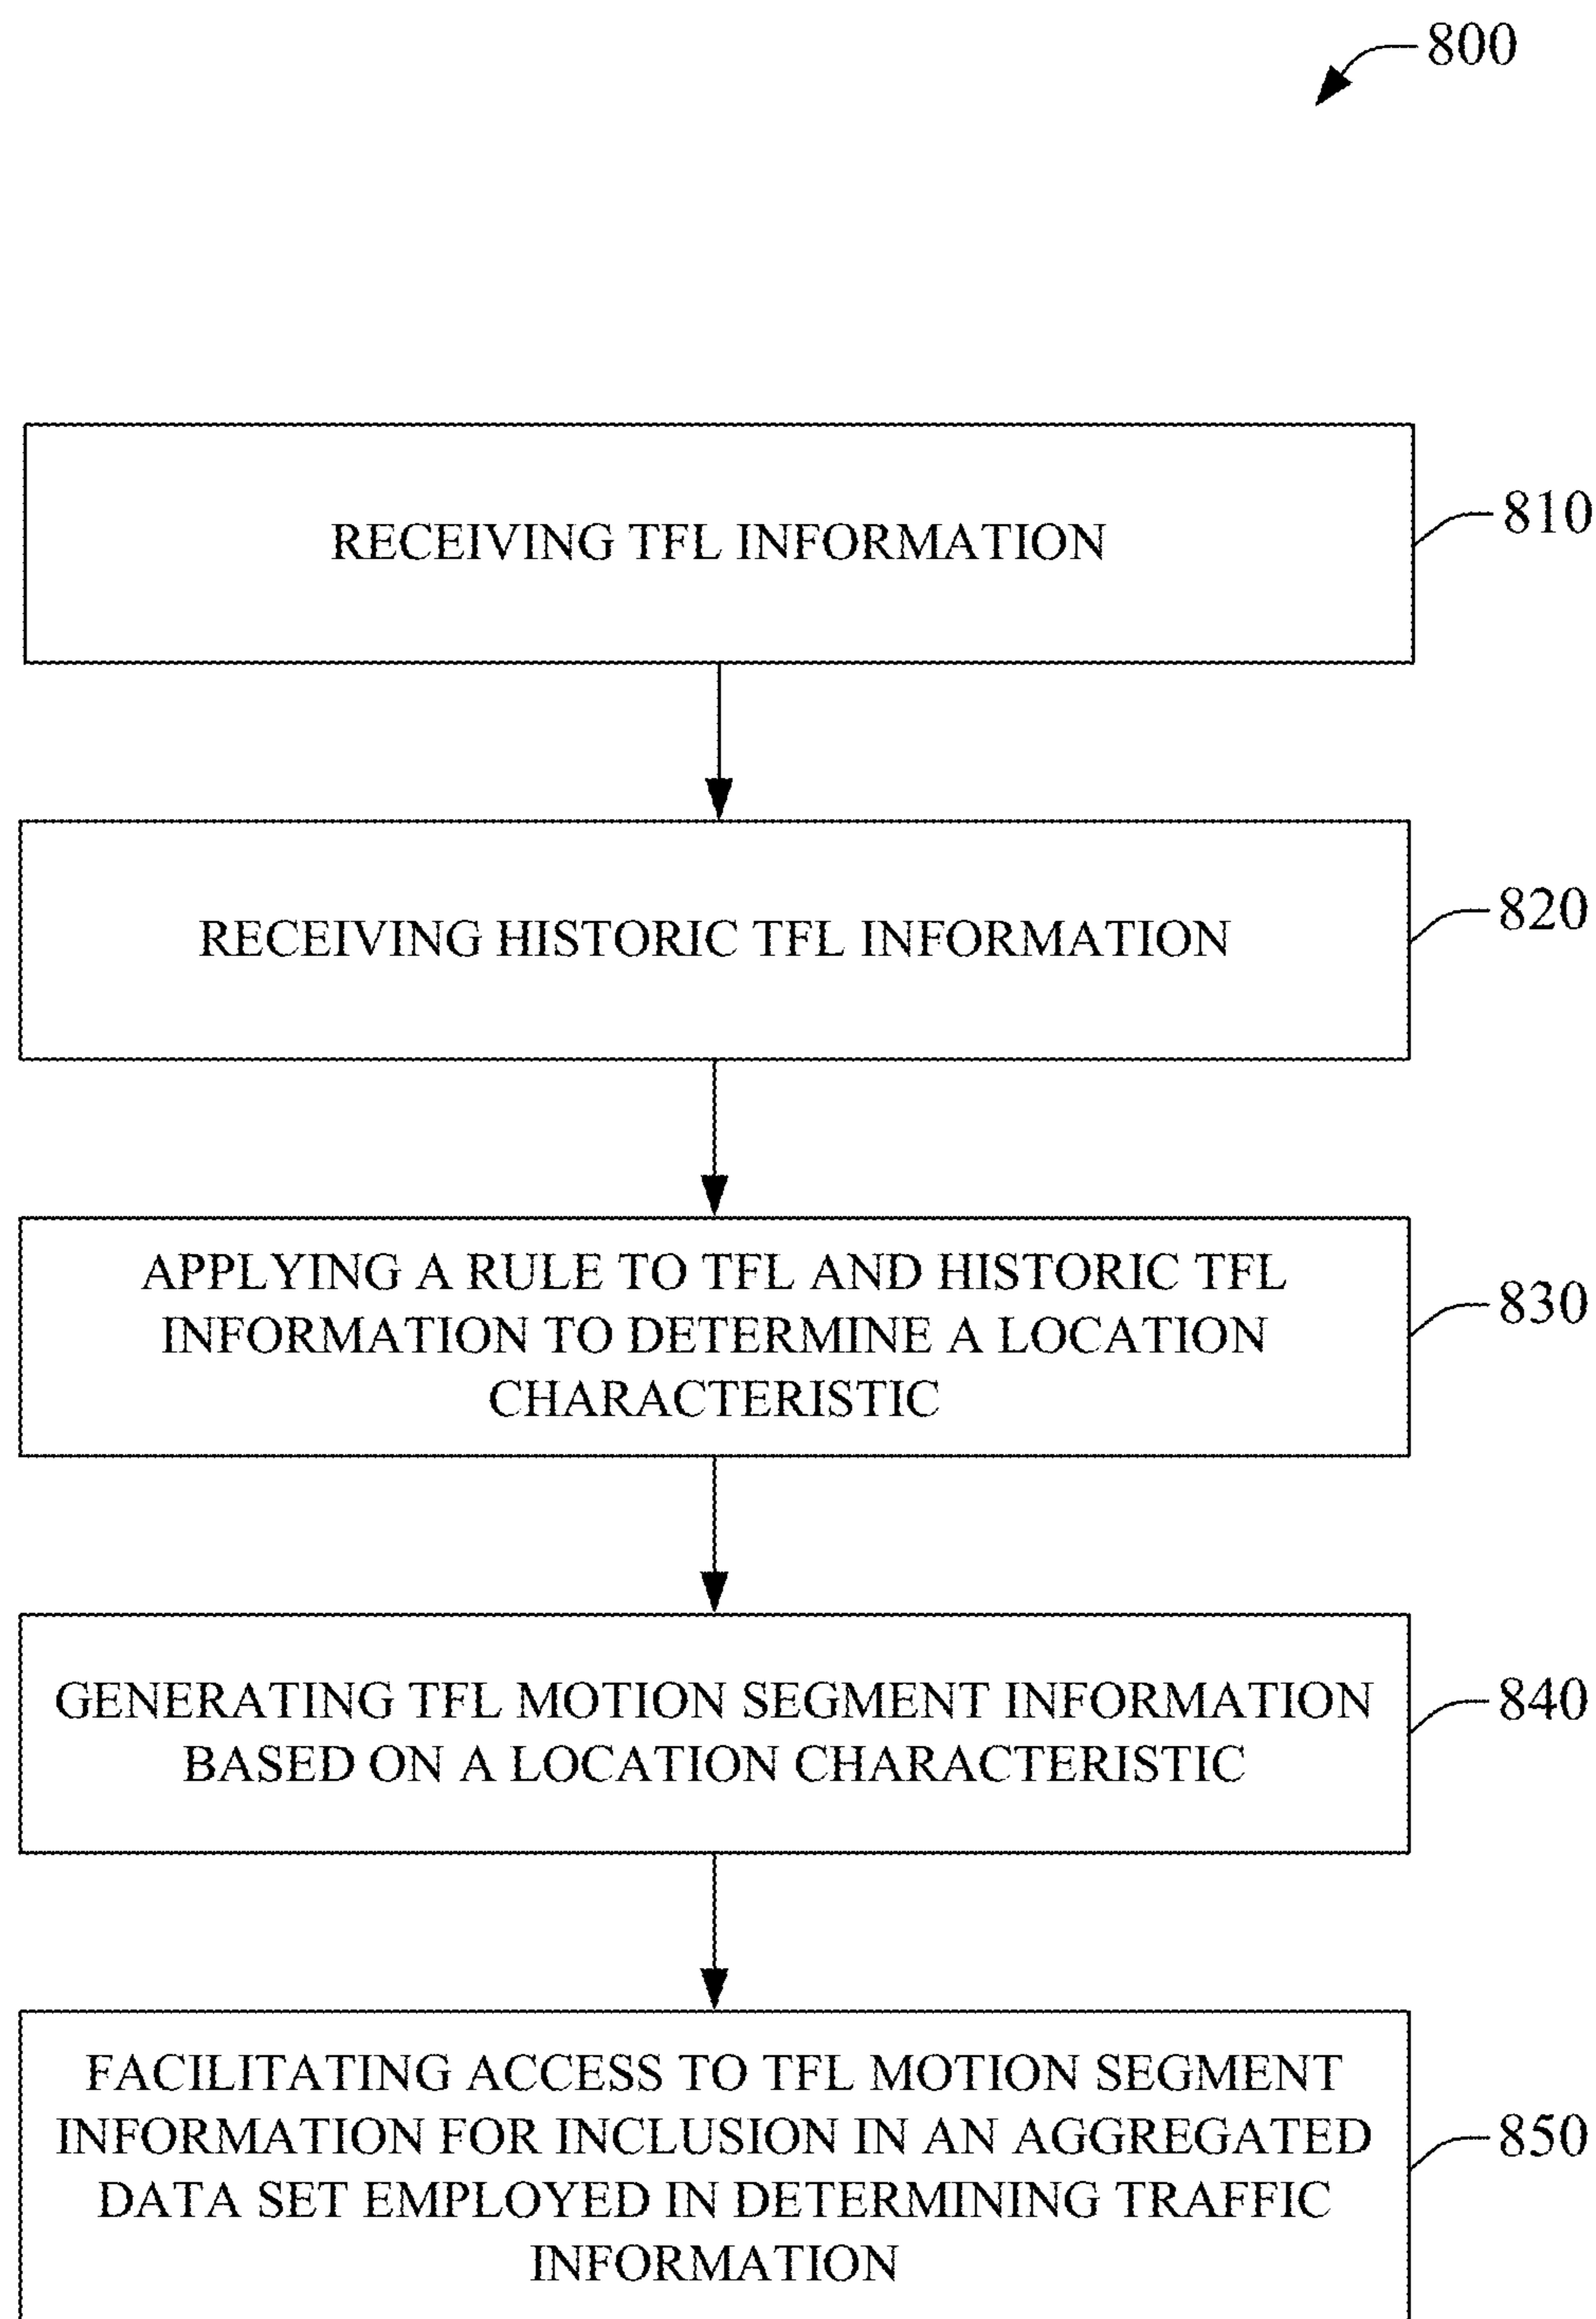 800
RECEIVING TFL INFORMATION
810
RECEIVING HISTORIC TFL INFORMATION
820
APPLYING A RULE TO TFL AND HISTORIC TFL
INFORMATION TO DETERMINE A LOCATION
CHARACTERISTIC
830
GENERATING TFL MOTION SEGMENT INFORMATION
BASED ON A LOCATION CHARACTERISTIC
840
FACILITATING ACCESS TO TFL MOTION SEGMENT
INFORMATION FOR INCLUSION IN AN AGGREGATED
DATA SET EMPLOYED IN DETERMINING TRAFFIC
INFORMATION
850